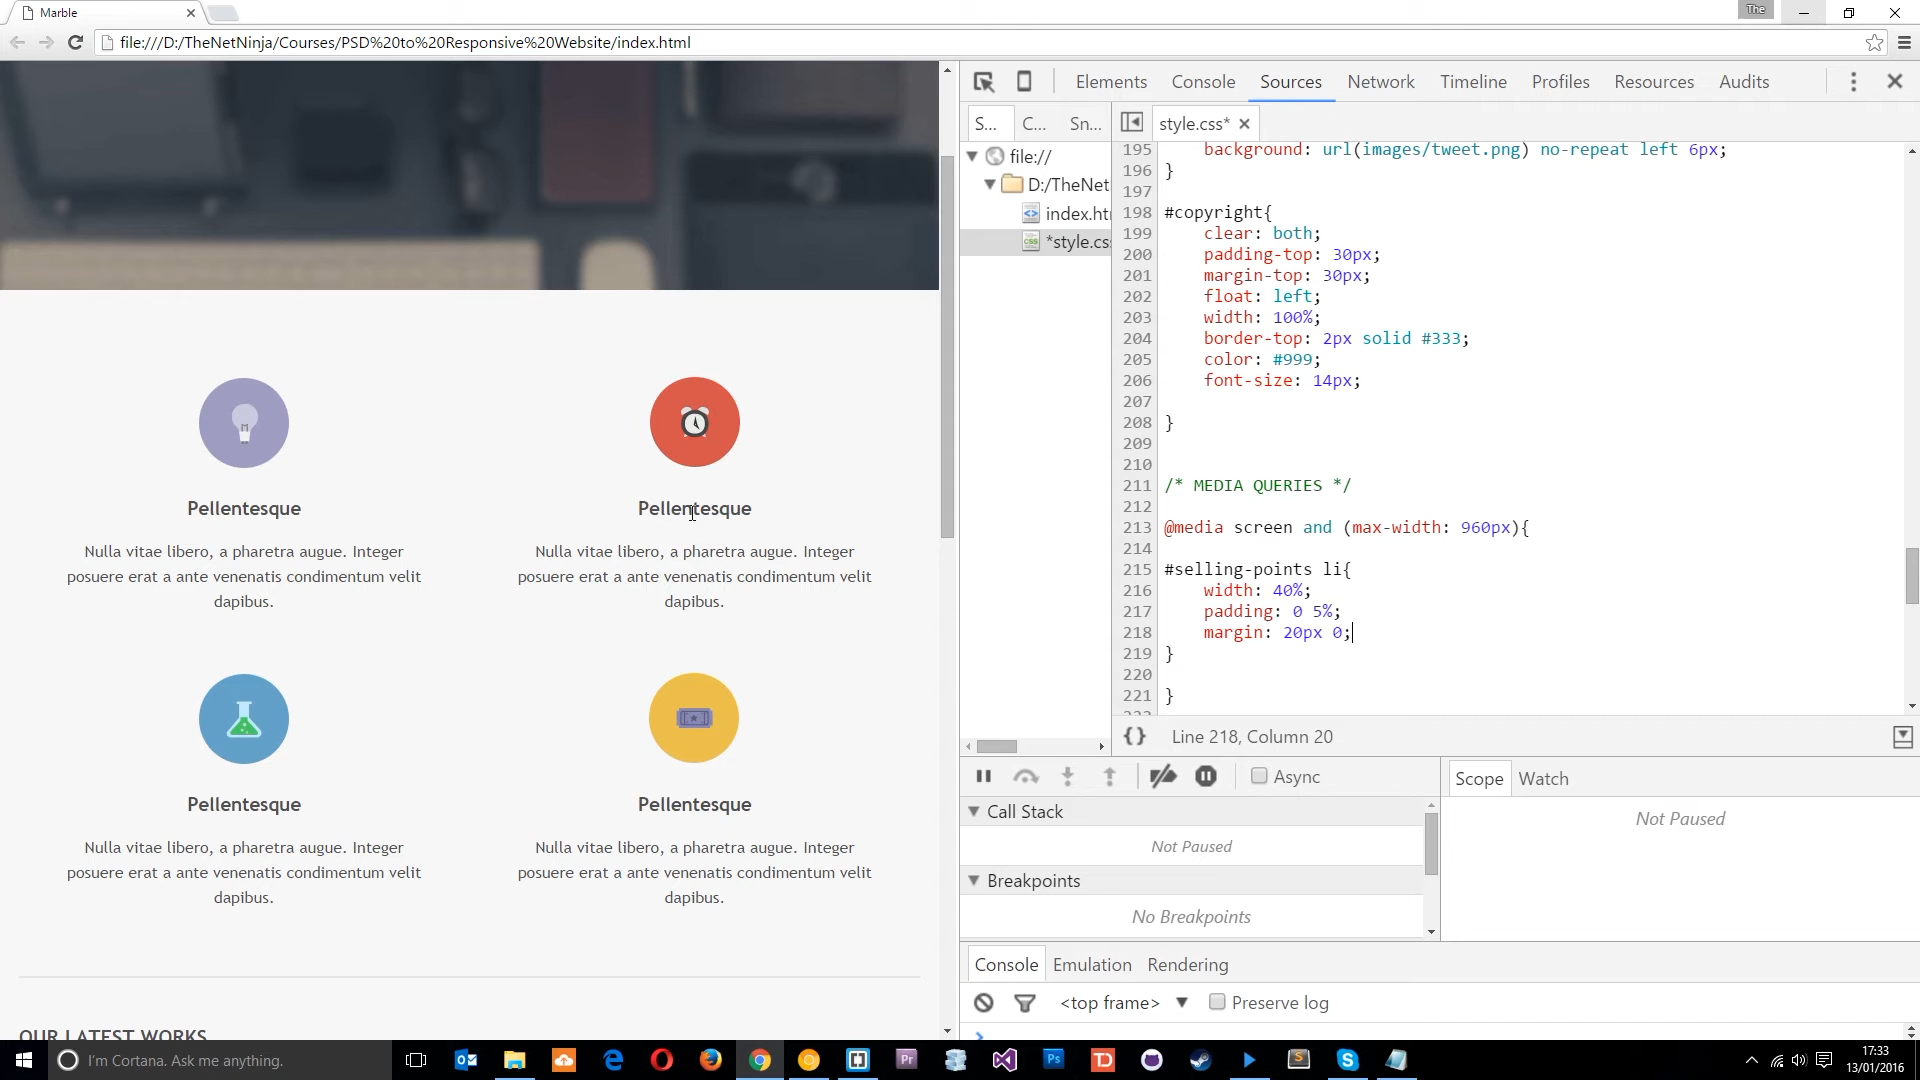 Marble
The
file:///D:/TheNetNinja/Courses/PSD%20to%20Responsive%20Website/index.html
Elements Console Sources Network Timeline Profiles Resources Audits
S... C... Sn...
style.css*
file://
D:/TheNet
index.htr
*style.css
195 background: url(images/tweet.png) no-repeat left 6px;
196 }
197
198 #copyright{
199 clear: both;
200 padding-top: 30px;
201 margin-top: 30px;
202 float: left;
203 width: 100%;
204 border-top: 2px solid #333;
205 color: #999;
206 font-size: 14px;
207
208 }
209
210
211 /* MEDIA QUERIES */
212
213 @media screen and (max-width: 960px){
214
215 #selling-points li{
216 width: 40%;
217 padding: 0 5%;
218 margin: 20px 0;
219 }
220
221 }
{} Line 218, Column 20
Async
Scope Watch
Call Stack
Not Paused
Not Paused
Breakpoints
No Breakpoints
Console Emulation Rendering
<top frame> Preserve log
Pellentesque
Nulla vitae libero, a pharetra augue. Integer
posuere erat a ante venenatis condimentum velit
dapibus.
Pellentesque
Nulla vitae libero, a pharetra augue. Integer
posuere erat a ante venenatis condimentum velit
dapibus.
Pellentesque
Nulla vitae libero, a pharetra augue. Integer
posuere erat a ante venenatis condimentum velit
dapibus.
Pellentesque
Nulla vitae libero, a pharetra augue. Integer
posuere erat a ante venenatis condimentum velit
dapibus.
OUR LATEST WORKS
I'm Cortana. Ask me anything.
Pr
Ps
17:33
13/01/2016